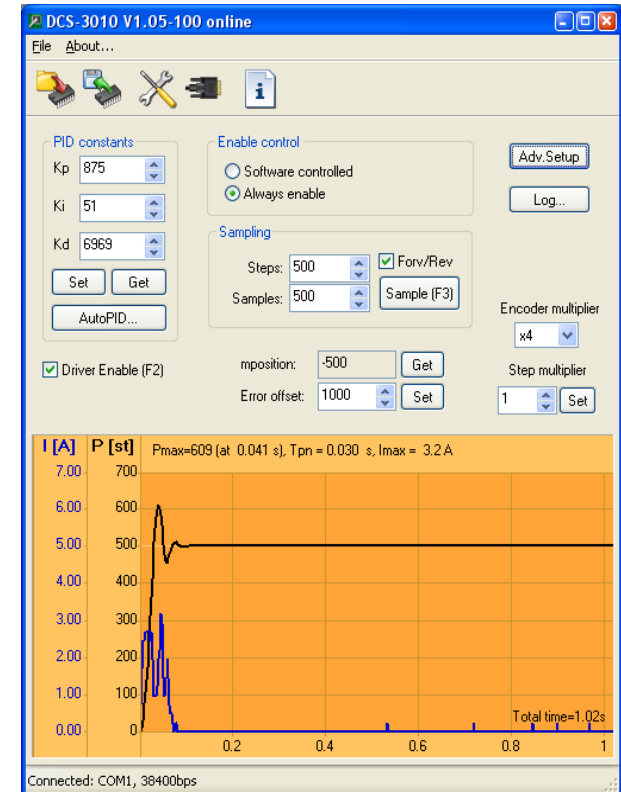 DCS-3010 V1.05-100 online
File About...
PID constants
Kp 875
Ki 51
Kd 6969
Set Get
AutoPID...
Driver Enable (F2)
Enable control
Software controlled
Always enable
Sampling
Steps: 500 Forv/Rev
Samples: 500 Sample (F3)
mposition: -500 Get
Error offset: 1000 Set
Adv.Setup
Log...
Encoder multiplier
x4
Step multiplier
1 Set
I [A] P [st] Pmax=609 (at 0.041 s), Tpn = 0.030 s, Imax = 3.2 A
7.00 700
6.00 600
5.00 500
4.00 400
3.00 300
2.00 200
1.00 100
0.00 0
Total time=1.02s
0.2 0.4 0.6 0.8 1
Connected: COM1, 38400bps